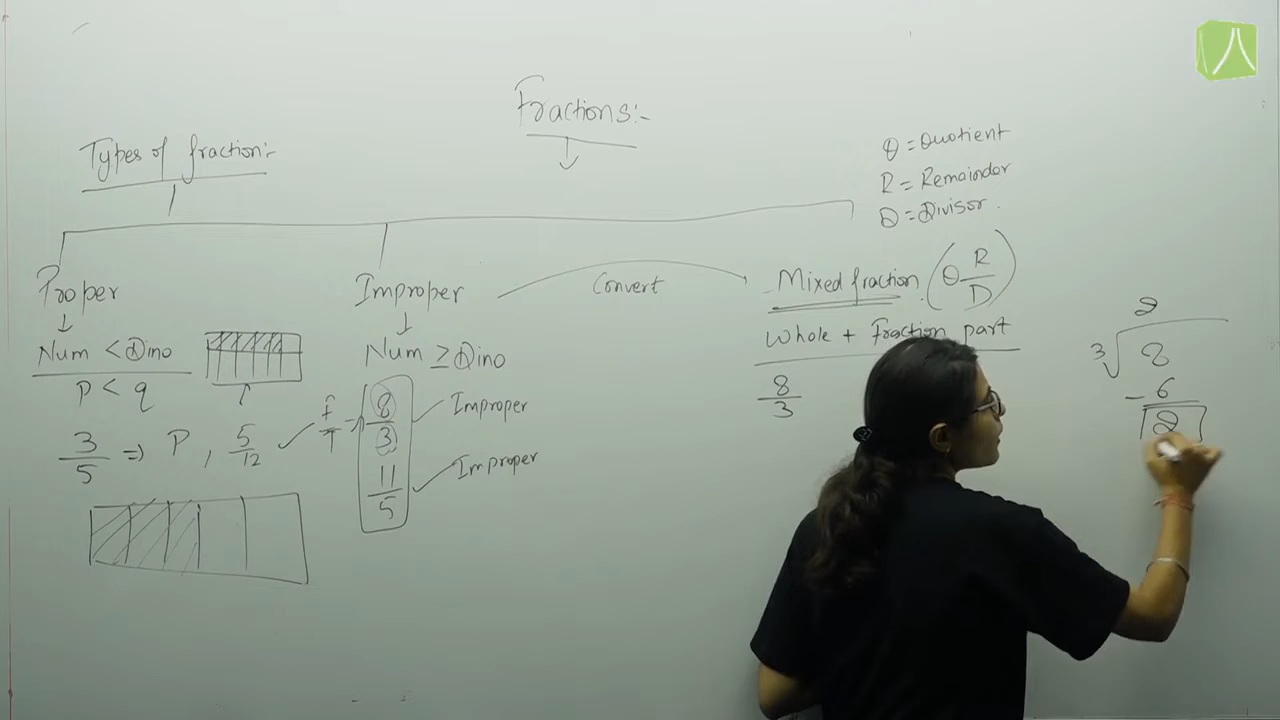 Fractions:-
Types of fraction:-
Q = Quotient
R = Remainder
D = Divisor.
Proper
Num < Dino
P < q
3/5 ⇒ P, 5/12 ✓
Improper
Num ≥ Dino
8/3 Improper
11/5 Improper
Convert
Mixed fraction. (Q R/D)
Whole + Fraction part
8/3
2
3 √ 8
- 6
2